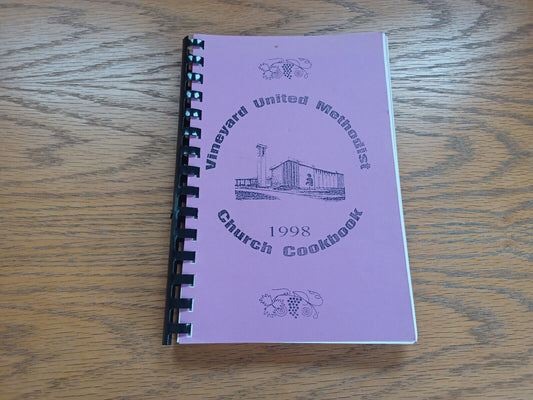 Vineyard United Methodist
1998
Church Cookbook